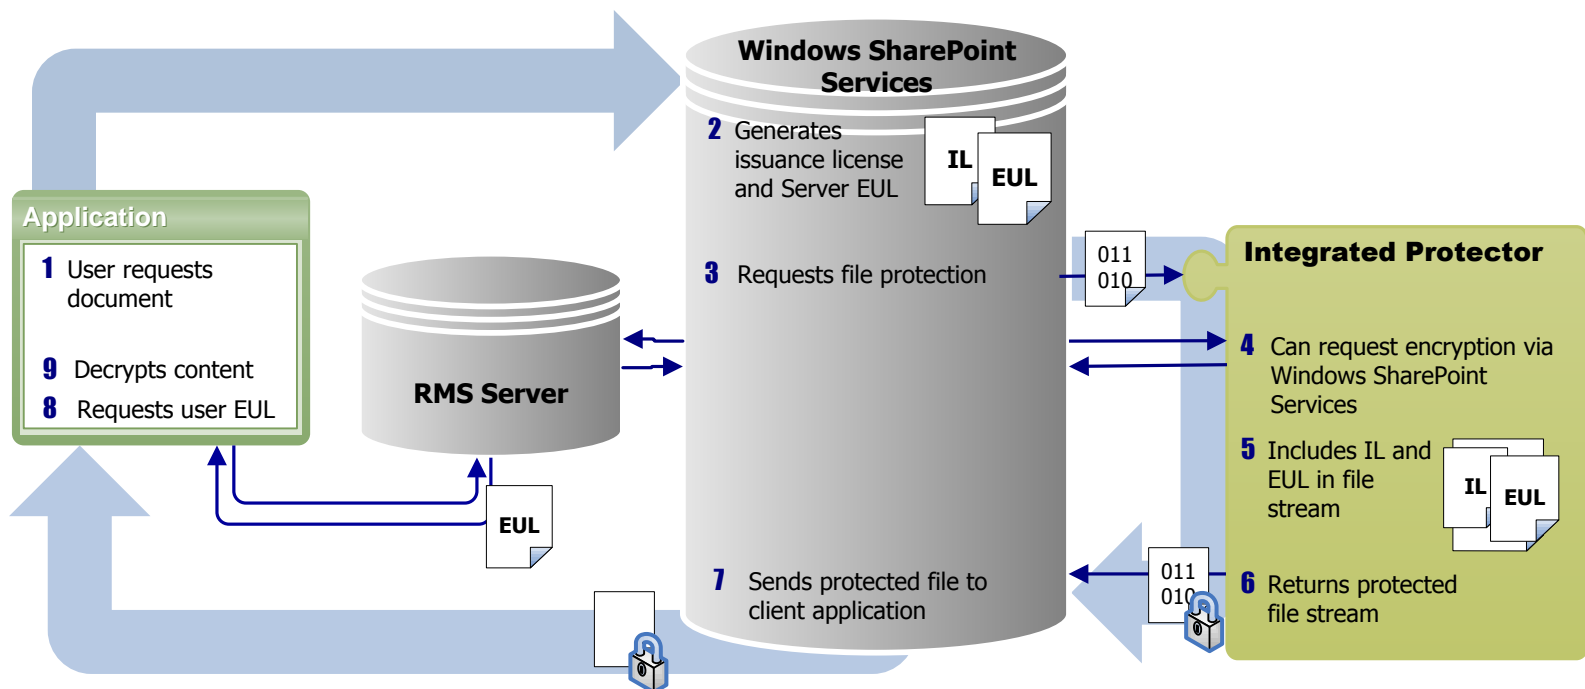 Windows SharePoint
Services
2 Generates
issuance license
and Server EUL
IL
EUL
Application
1 User requests
document
9 Decrypts content
8 Requests user EUL
RMS Server
EUL
3 Requests file protection
011
010
Integrated Protector
4 Can request encryption via
Windows SharePoint
Services
5 Includes IL and
EUL in file
stream
IL
EUL
6 Returns protected
file stream
011
010
7 Sends protected file to
client application